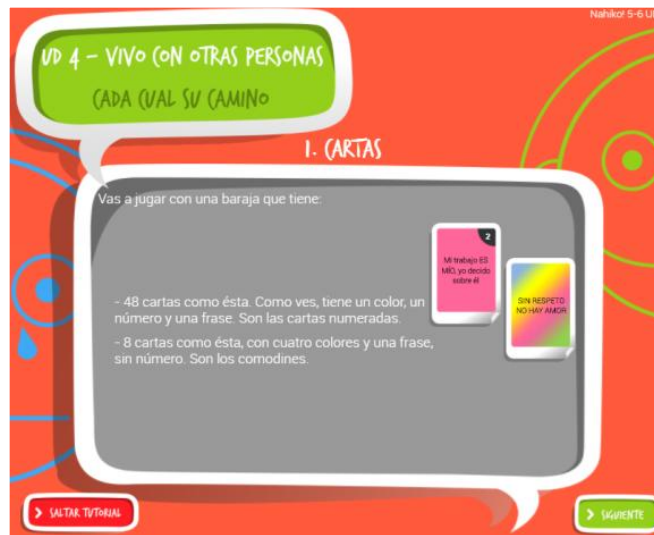 Nahiko! 5-6 U
UD 4 – VIVO CON OTRAS PERSONAS
CADA CUAL SU CAMINO
1. CARTAS
Vas a jugar con una baraja que tiene:
2
Mi trabajo ES
MÍO, yo decido
sobre él
SIN RESPETO
NO HAY AMOR
- 48 cartas como ésta. Como ves, tiene un color, un
número y una frase. Son las cartas numeradas.
- 8 cartas como ésta, con cuatro colores y una frase,
sin número. Son los comodines.
> SALTAR TUTORIAL
> SIGUIENTE